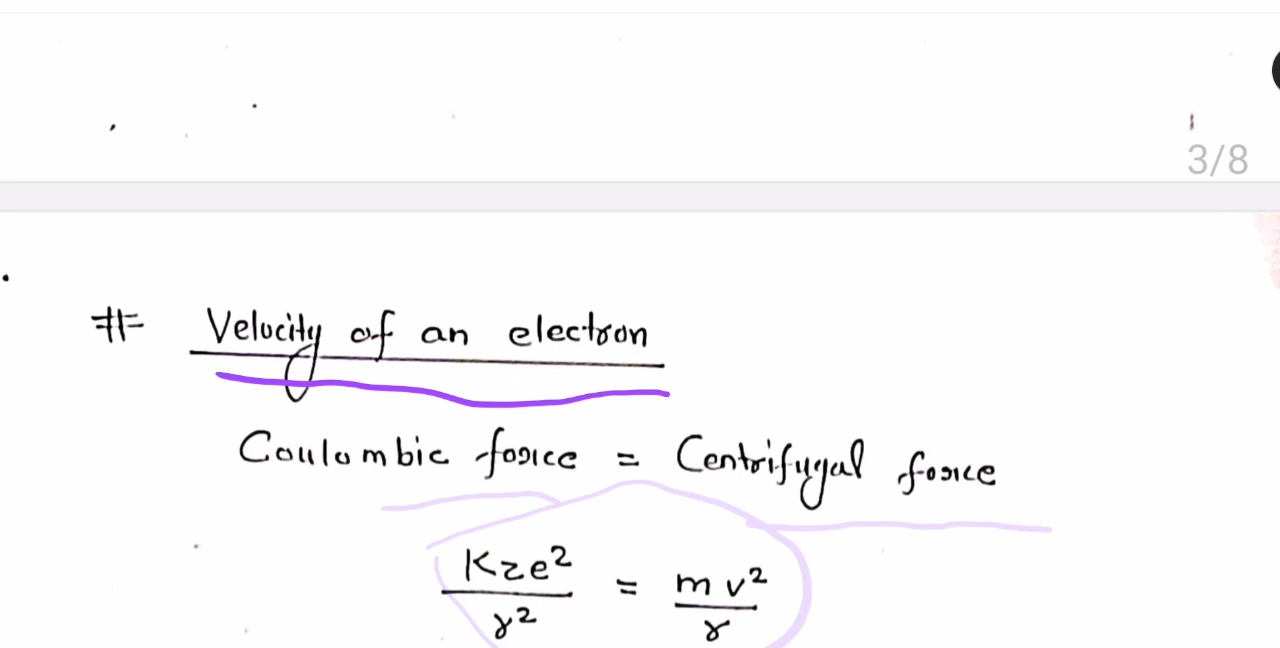 3/8
# Velocity of an electron
Coulombic force = Centrifugal force
Kze²/r² = mv²/r